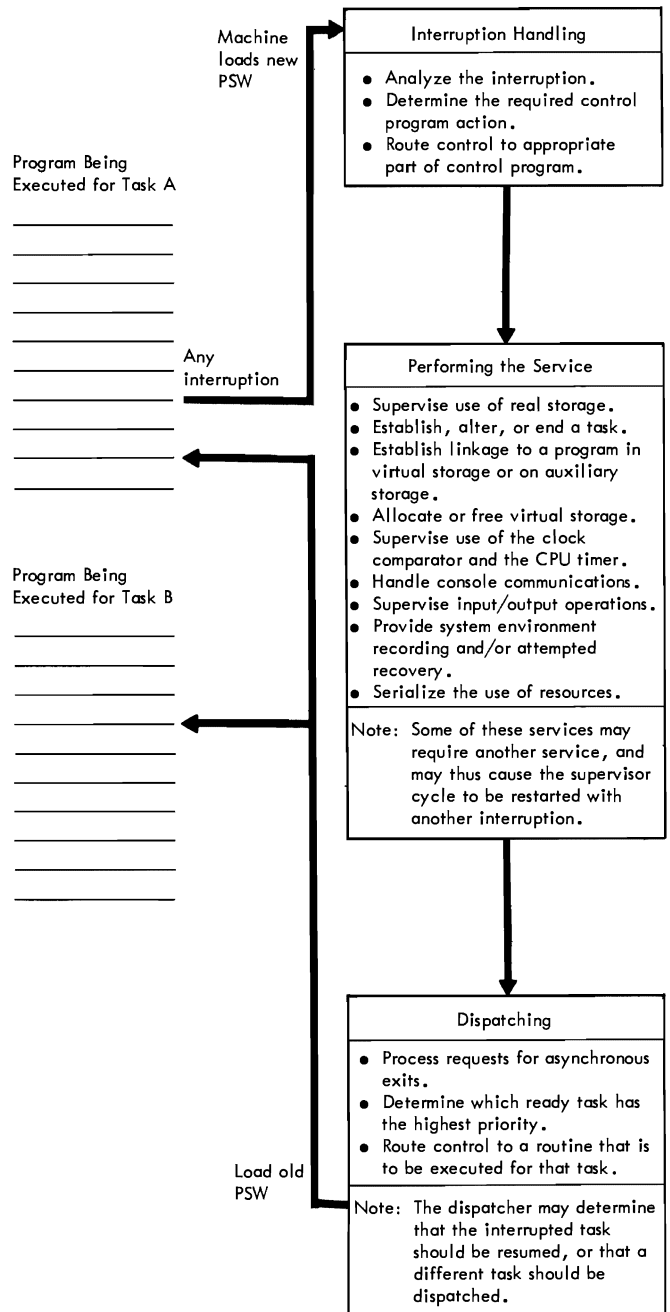 Machine
loads new
PSW
Interruption Handling
● Analyze the interruption.
● Determine the required control
program action.
● Route control to appropriate
part of control program.
Program Being
Executed for Task A
Any
interruption
Performing the Service
● Supervise use of real storage.
● Establish, alter, or end a task.
● Establish linkage to a program in
virtual storage or on auxiliary
storage.
● Allocate or free virtual storage.
● Supervise use of the clock
comparator and the CPU timer.
● Handle console communications.
● Supervise input/output operations.
● Provide system environment
recording and/or attempted
recovery.
● Serialize the use of resources.
Note: Some of these services may
require another service, and
may thus cause the supervisor
cycle to be restarted with
another interruption.
Program Being
Executed for Task B
Dispatching
● Process requests for asynchronous
exits.
● Determine which ready task has
the highest priority.
● Route control to a routine that is
to be executed for that task.
Load old
PSW
Note: The dispatcher may determine
that the interrupted task
should be resumed, or that a
different task should be
dispatched.